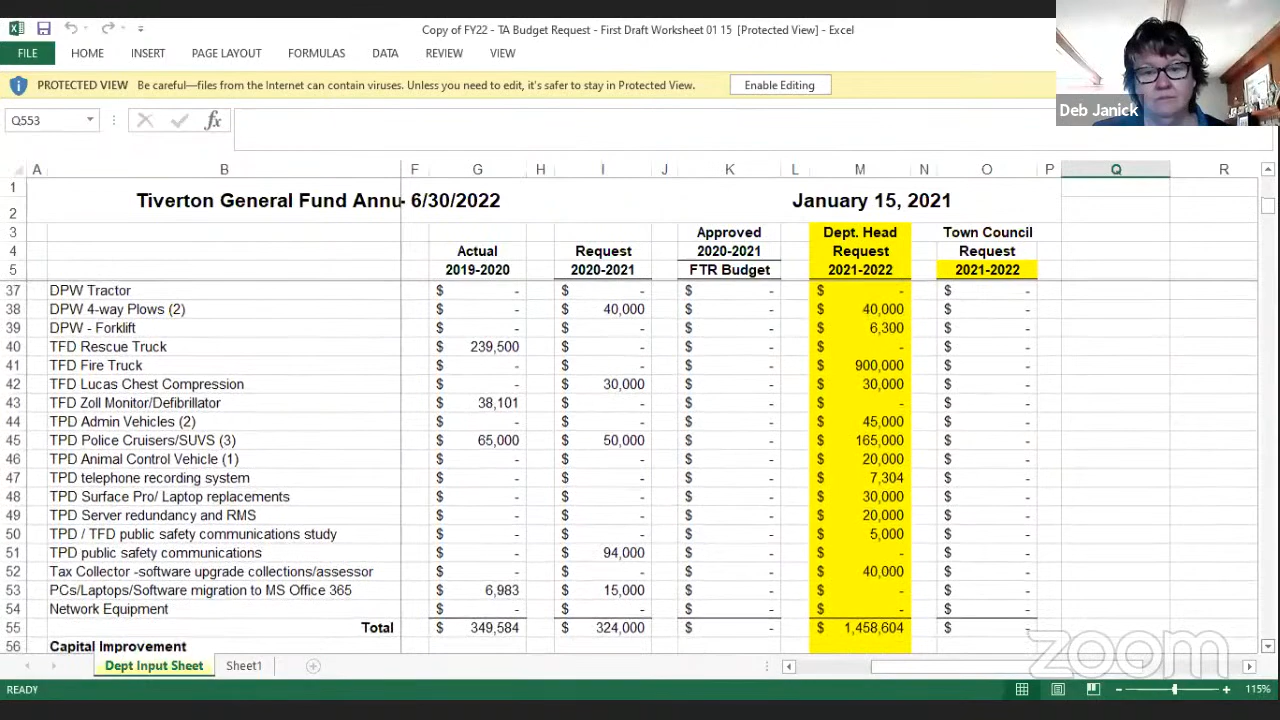 Copy of FY22 - TA Budget Request - First Draft Worksheet 01 15 [Protected View] - Excel
FILE HOME INSERT PAGE LAYOUT FORMULAS DATA REVIEW VIEW
PROTECTED VIEW Be careful—files from the Internet can contain viruses. Unless you need to edit, it's safer to stay in Protected View. Enable Editing
Deb Janick
Q553 fx
A B F G H I J K L M N O P Q R
1 Tiverton General Fund Annu- 6/30/2022 January 15, 2021
2
3 Approved Dept. Head Town Council
4 Actual Request 2020-2021 Request Request
5 2019-2020 2020-2021 FTR Budget 2021-2022 2021-2022
37 DPW Tractor $ - $ - $ - $ - $ -
38 DPW 4-way Plows (2) $ - $ 40,000 $ - $ 40,000 $ -
39 DPW - Forklift $ - $ - $ - $ 6,300 $ -
40 TFD Rescue Truck $ 239,500 $ - $ - $ - $ -
41 TFD Fire Truck $ - $ - $ - $ 900,000 $ -
42 TFD Lucas Chest Compression $ - $ 30,000 $ - $ 30,000 $ -
43 TFD Zoll Monitor/Defibrillator $ 38,101 $ - $ - $ - $ -
44 TPD Admin Vehicles (2) $ - $ - $ - $ 45,000 $ -
45 TPD Police Cruisers/SUVS (3) $ 65,000 $ 50,000 $ - $ 165,000 $ -
46 TPD Animal Control Vehicle (1) $ - $ - $ - $ 20,000 $ -
47 TPD telephone recording system $ - $ - $ - $ 7,304 $ -
48 TPD Surface Pro/ Laptop replacements $ - $ - $ - $ 30,000 $ -
49 TPD Server redundancy and RMS $ - $ - $ - $ 20,000 $ -
50 TPD / TFD public safety communications study $ - $ - $ - $ 5,000 $ -
51 TPD public safety communications $ - $ 94,000 $ - $ - $ -
52 Tax Collector -software upgrade collections/assessor $ - $ - $ - $ 40,000 $ -
53 PCs/Laptops/Software migration to MS Office 365 $ 6,983 $ 15,000 $ - $ - $ -
54 Network Equipment $ - $ - $ - $ - $ -
55 Total $ 349,584 $ 324,000 $ - $ 1,458,604 $ -
56 Capital Improvement
Dept Input Sheet Sheet1
zoom
READY 115%